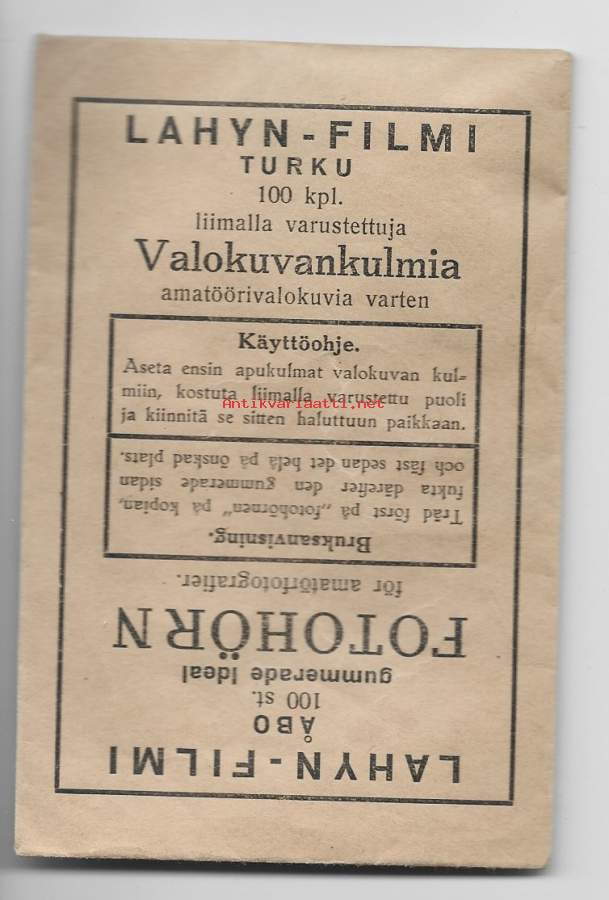 LAHYN-FILMI
TURKU
100 kpl.
liimalla varustettuja
Valokuvankulmia
amatöörivalokuvia varten
Käyttöohje.
Aseta ensin apukulmat valokuvan kul-
miin, kostuta liimalla varustettu puoli
ja kiinnitä se sitten haluttuun paikkaan.
Antikvariaatti.net
LAHYN-FILMI
ÅBO
100 st.
gummerade Ideal
FOTOHÖRN
för amatörfotografier.
Bruksanvisning.
Träd först på „fotohörnen" på kopian,
fukta därefter den gummerade sidan
och fäst sedan det hela på önskad plats.